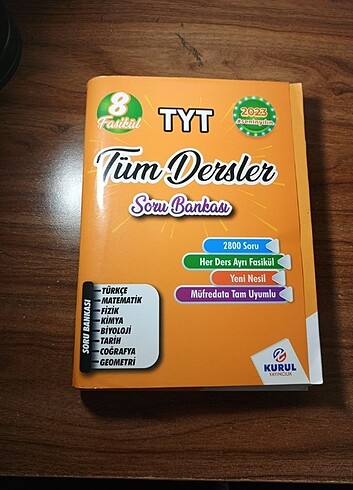 8
Fasikül
TYT
2023
#seninyılın
Tüm Dersler
Soru Bankası
2800 Soru
Her Ders Ayrı Fasikül
Yeni Nesil
Müfredata Tam Uyumlu
SORU BANKASI
TÜRKÇE
MATEMATİK
FİZİK
KİMYA
BİYOLOJİ
TARİH
COĞRAFYA
GEOMETRİ
KURUL
YAYINCILIK